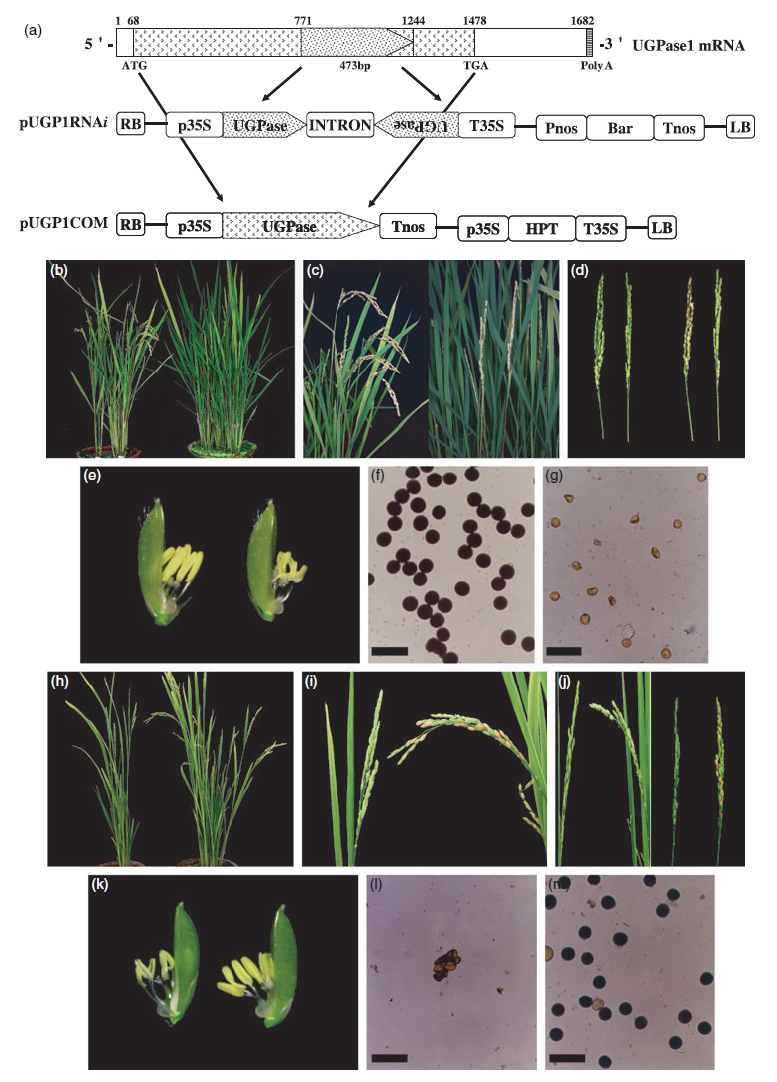 (a)
1 68 771 1244 1478 1682
5 ' - -3 ' UGPase1 mRNA
ATG 473bp TGA Poly A
pUGP1RNAi RB p35S UGPase INTRON UGPase T35S Pnos Bar Tnos LB
pUGP1COM RB p35S UGPase Tnos p35S HPT T35S LB
(b) (c) (d)
(e) (f) (g)
(h) (i) (j)
(k) (l) (m)